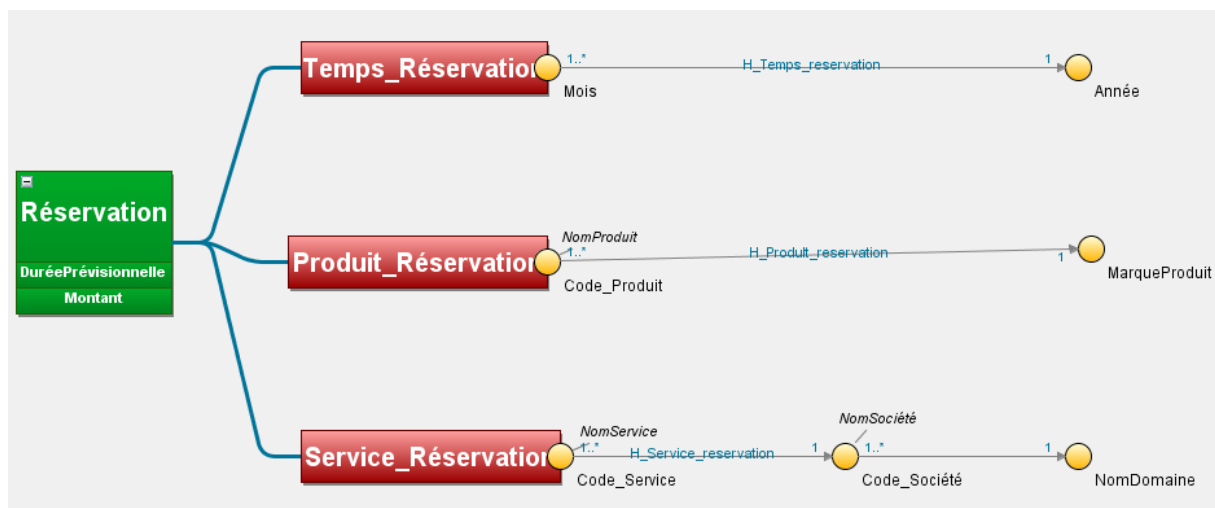 Temps_Réservation
1..*
H_Temps_reservation
1
Mois
Année
Réservation
DuréePrévisionnelle
Montant
NomProduit
Produit_Réservation
1..*
H_Produit_reservation
1
Code_Produit
MarqueProduit
NomSociété
NomService
Service_Réservation
1..*
H_Service_reservation
1
1..*
1
Code_Service
Code_Société
NomDomaine